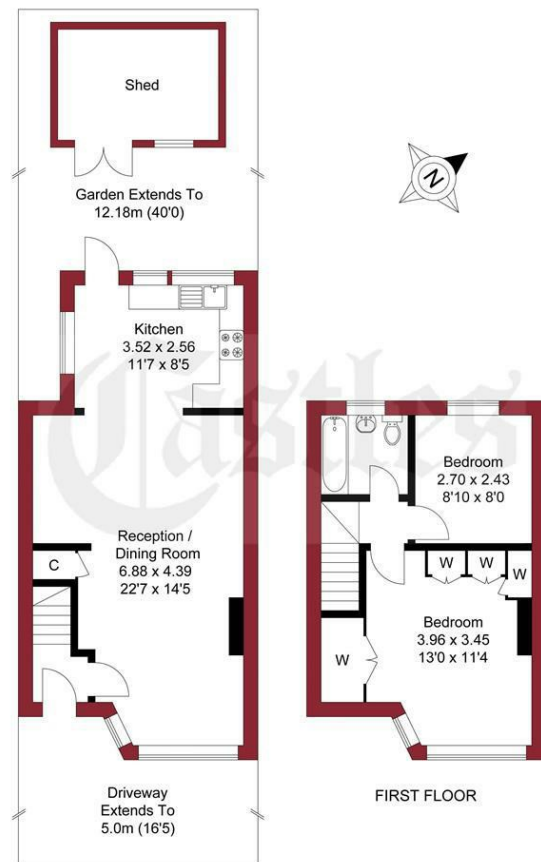 Shed
Garden Extends To
12.18m (40'0)
N
Kitchen
3.52 x 2.56
11'7 x 8'5
Castles
Reception /
Dining Room
6.88 x 4.39
22'7 x 14'5
C
Driveway
Extends To
5.0m (16'5)
Bedroom
2.70 x 2.43
8'10 x 8'0
W
W
W
Bedroom
3.96 x 3.45
13'0 x 11'4
W
FIRST FLOOR